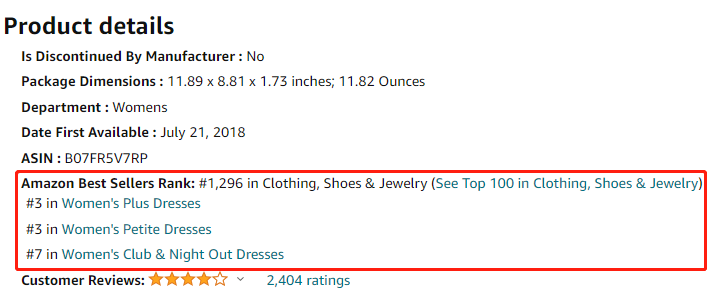 Product details
Is Discontinued By Manufacturer : No
Package Dimensions : 11.89 x 8.81 x 1.73 inches; 11.82 Ounces
Department : Womens
Date First Available : July 21, 2018
ASIN : B07FR5V7RP
Amazon Best Sellers Rank: #1,296 in Clothing, Shoes & Jewelry (See Top 100 in Clothing, Shoes & Jewelry)
#3 in Women's Plus Dresses
#3 in Women's Petite Dresses
#7 in Women's Club & Night Out Dresses
Customer Reviews: 2,404 ratings